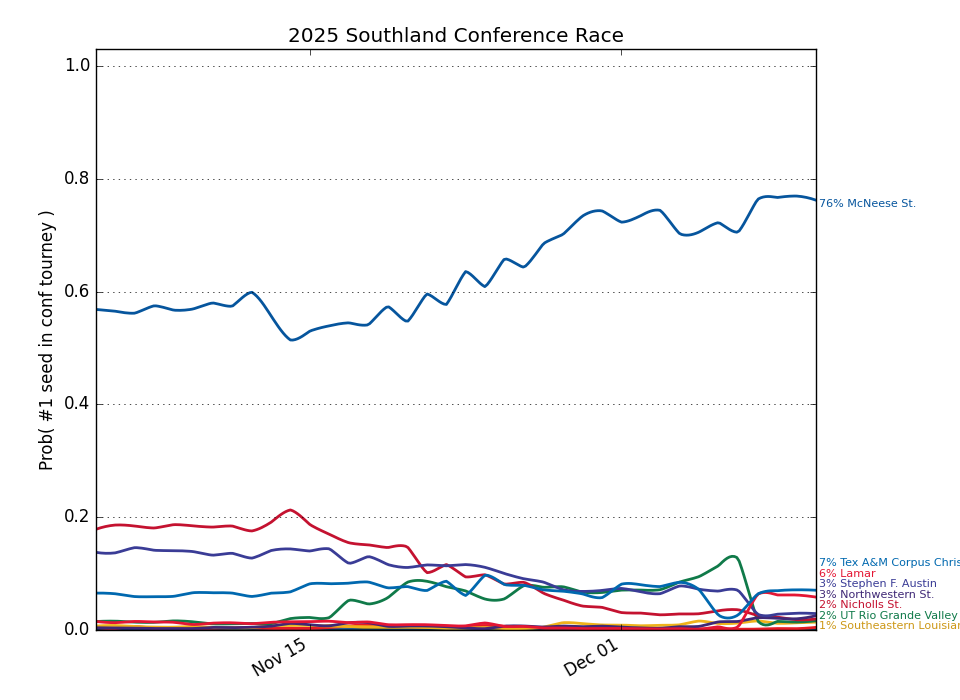 2025 Southland Conference Race
Prob( #1 seed in conf tourney )
1.0
0.8
0.6
0.4
0.2
0.0
Nov 15
Dec 01
76% McNeese St.
7% Tex A&M Corpus Chris
6% Lamar
3% Stephen F. Austin
3% Northwestern St.
2% Nicholls St.
2% UT Rio Grande Valley
1% Southeastern Louisian